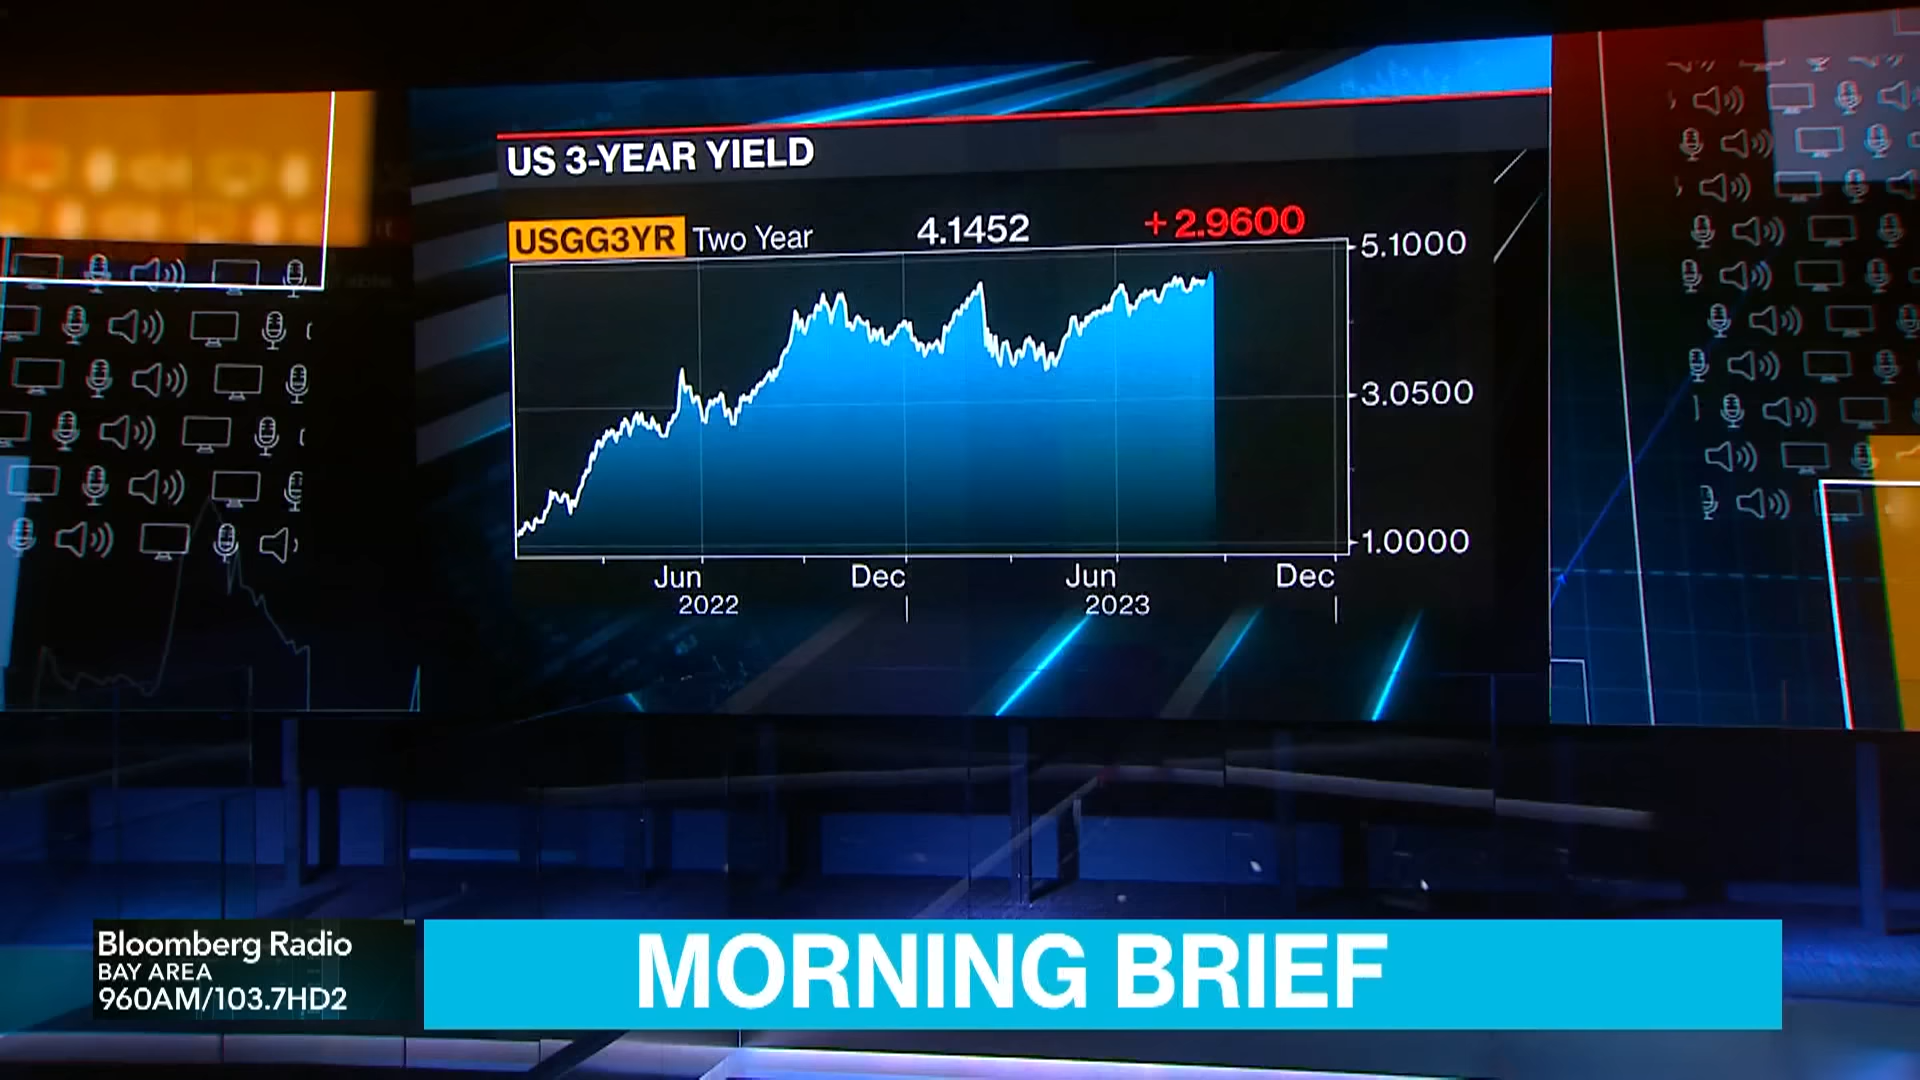 US 3-YEAR YIELD
USGG3YR Two Year 4.1452 +2.9600
5.1000
3.0500
1.0000
Jun Dec Jun Dec
2022 2023
Bloomberg Radio
BAY AREA
960AM/103.7HD2
MORNING BRIEF